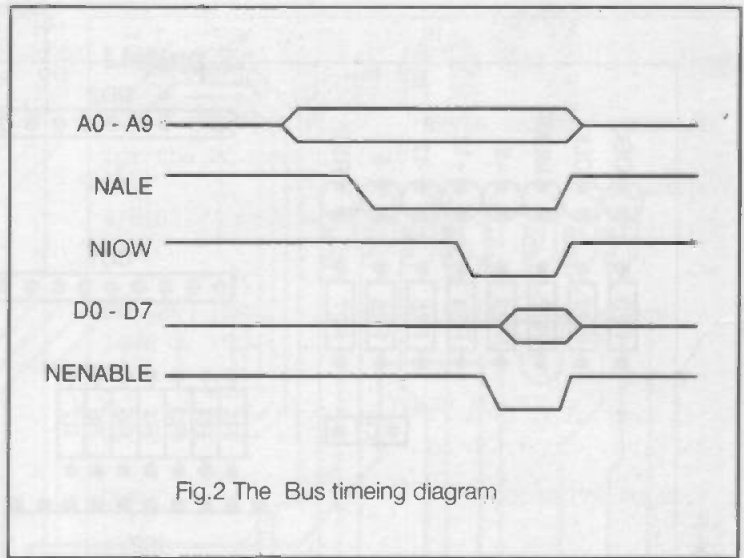 A0 - A9
NALE
NIOW
D0 - D7
NENABLE
Fig.2 The Bus timeing diagram